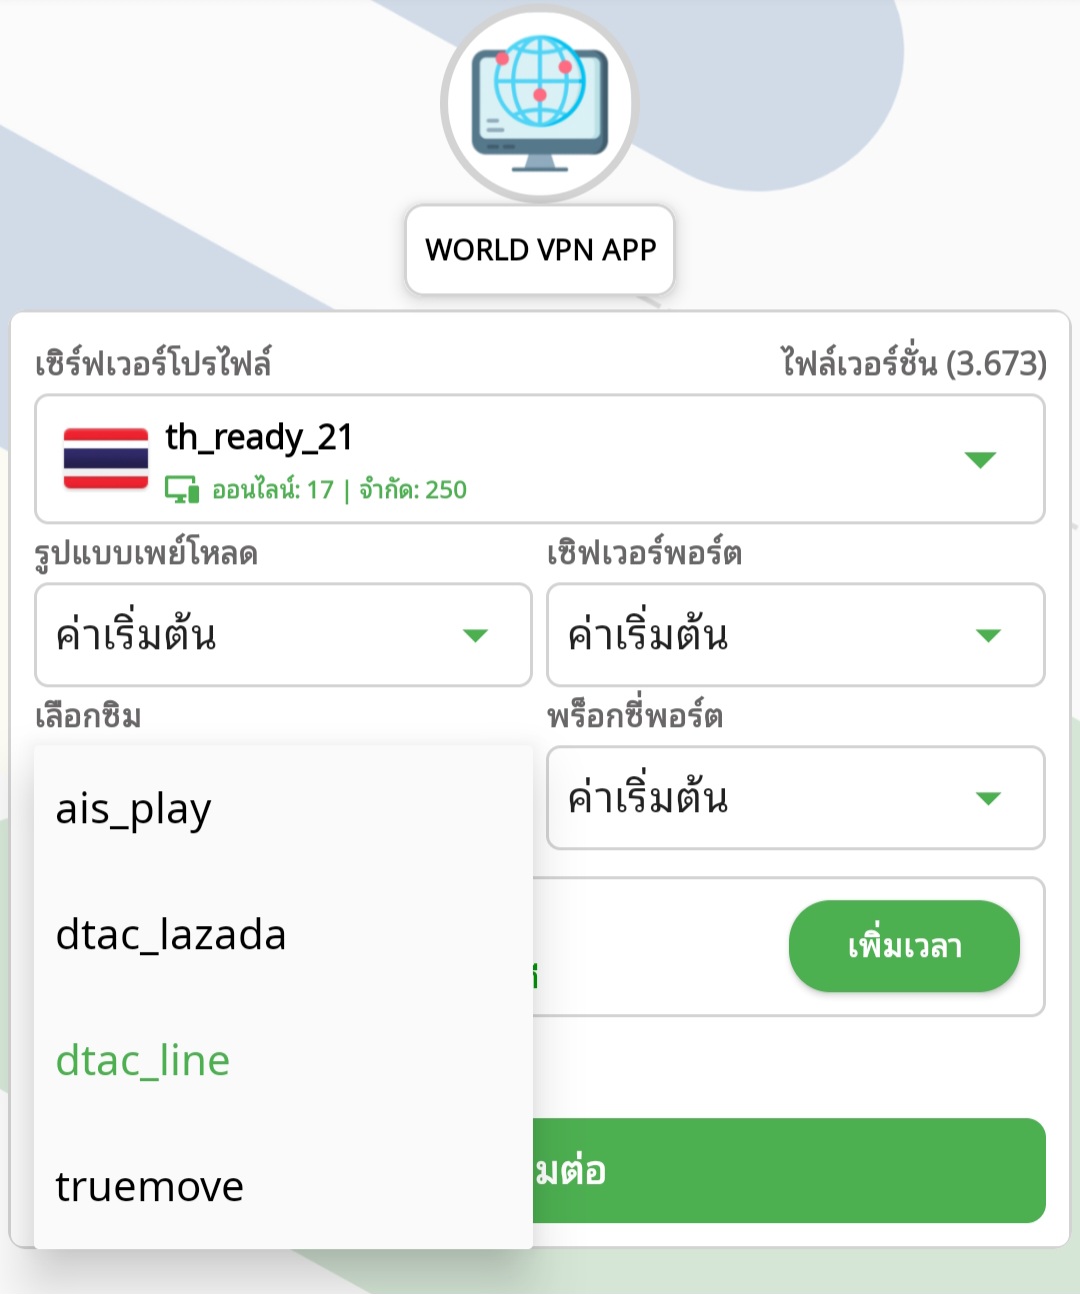 WORLD VPN APP
เซิร์ฟเวอร์โปรไฟล์
ไฟล์เวอร์ชั่น (3.673)
th_ready_21
ออนไลน์: 17 | จำกัด: 250
รูปแบบเพย์โหลด
เซิฟเวอร์พอร์ต
ค่าเริ่มต้น
ค่าเริ่มต้น
เลือกซิม
พร็อกซี่พอร์ต
ais_play
ค่าเริ่มต้น
dtac_lazada
เพิ่มเวลา
dtac_line
มต่อ
truemove